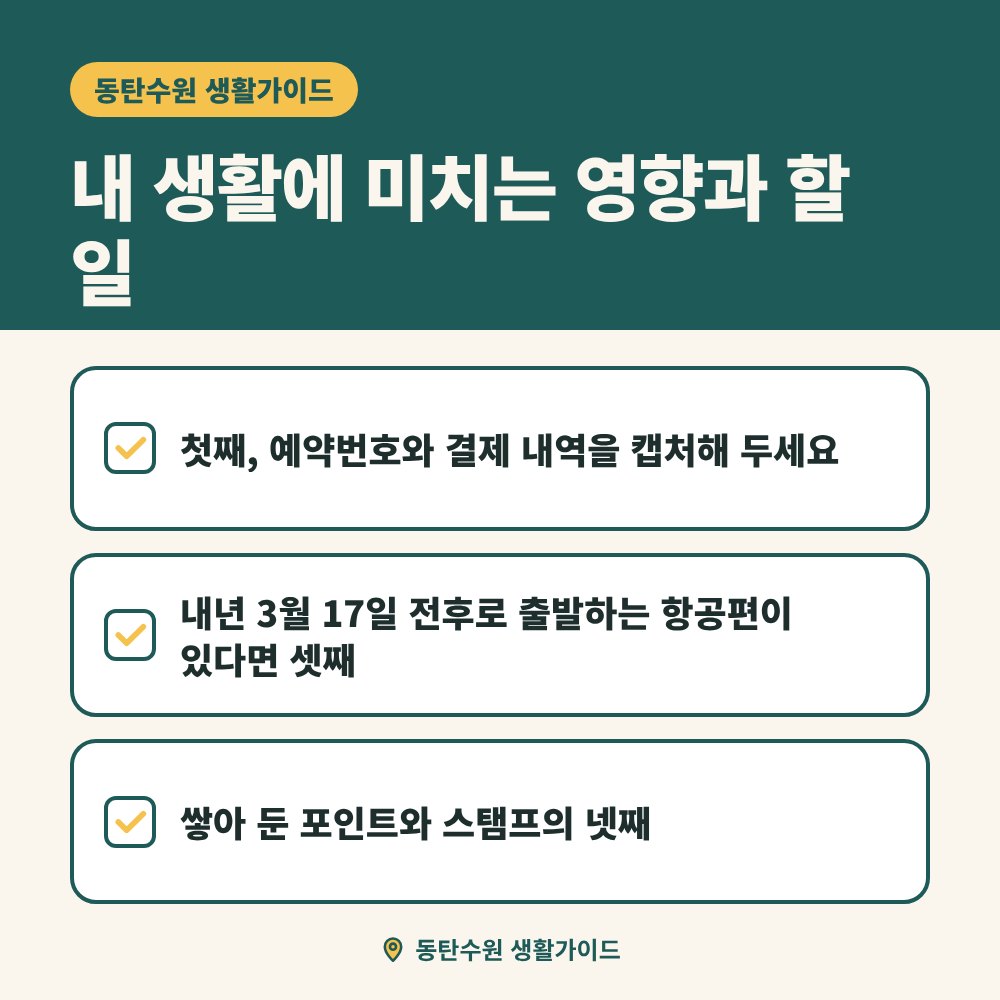 동탄수원 생활가이드
내 생활에 미치는 영향과 할
일
첫째, 예약번호와 결제 내역을 캡처해 두세요
내년 3월 17일 전후로 출발하는 항공편이
있다면 셋째
쌓아 둔 포인트와 스탬프의 넷째
동탄수원 생활가이드